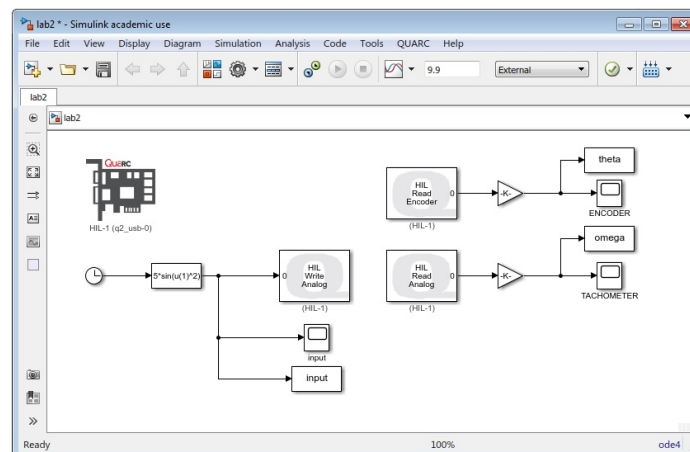 lab2 * - Simulink academic use
File Edit View Display Diagram Simulation Analysis Code Tools QUARC Help
9.9 External
lab2
lab2
QuaRC
HIL-1 (q2_usb-0)
HIL
Read
Encoder
0
(HIL-1)
-K-
theta
ENCODER
5*sin(u(1)^2)
0
HIL
Write
Analog
(HIL-1)
HIL
Read
Analog
0
(HIL-1)
-K-
omega
TACHOMETER
input
input
Ready 100% ode4